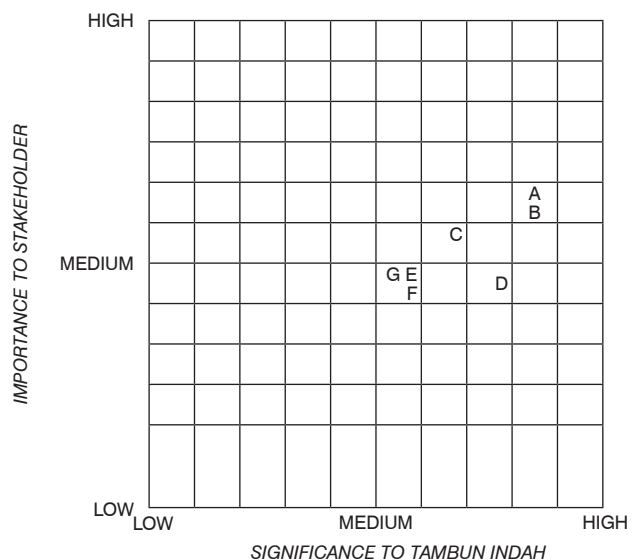 HIGH
IMPORTANCE TO STAKEHOLDER
A
B
C
MEDIUM
G E
D
F
LOW
LOW
MEDIUM
HIGH
SIGNIFICANCE TO TAMBUN INDAH